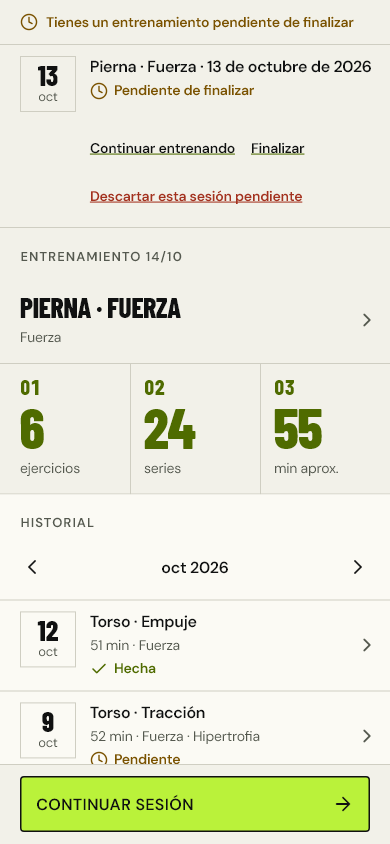 Tienes un entrenamiento pendiente de finalizar
13
oct
Pierna · Fuerza · 13 de octubre de 2026
Pendiente de finalizar
Continuar entrenando
Finalizar
Descartar esta sesión pendiente
ENTRENAMIENTO 14/10
PIERNA · FUERZA
Fuerza
01
6
ejercicios
02
24
series
03
55
min aprox.
HISTORIAL
oct 2026
12
oct
Torso · Empuje
51 min · Fuerza
Hecha
9
oct
Torso · Tracción
52 min · Fuerza · Hipertrofia
Pendiente
CONTINUAR SESIÓN